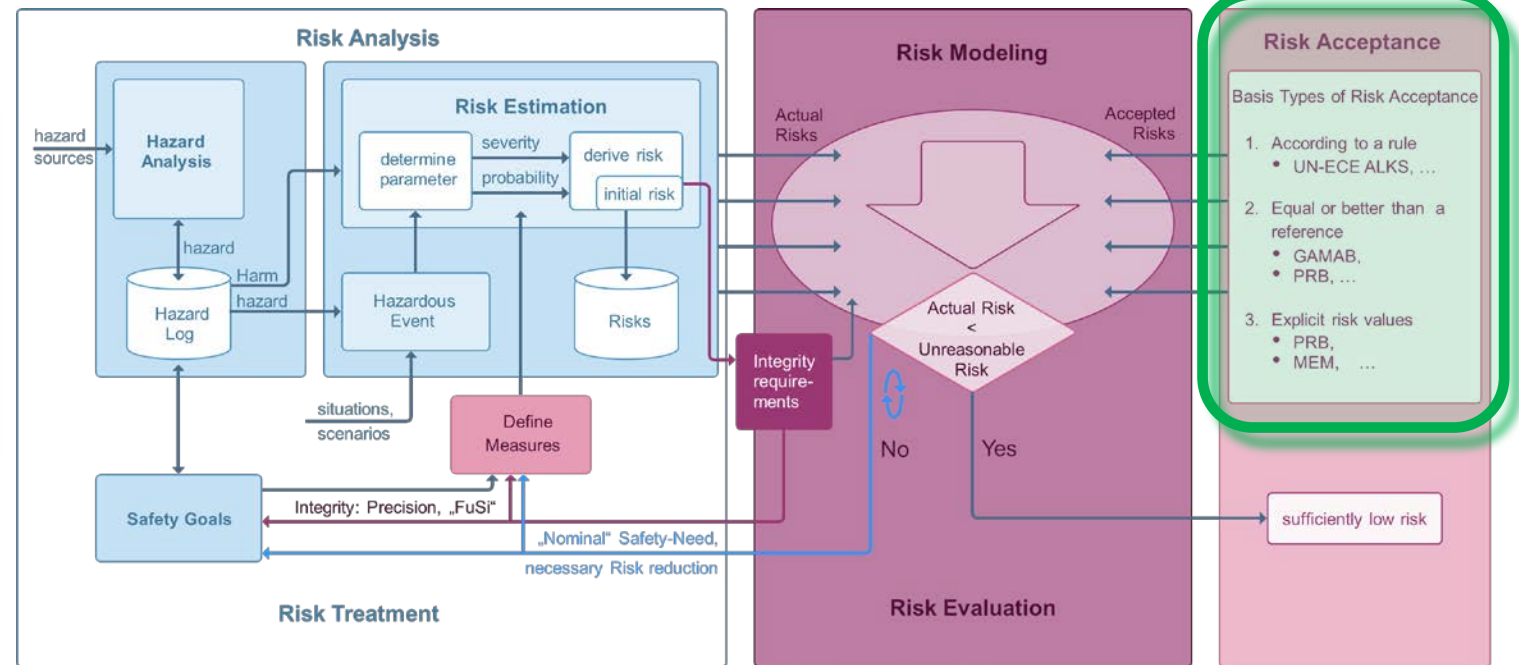 Risk Analysis
hazard
sources
Hazard
Analysis
hazard
Hazard
Log
Harm
hazard
Risk Estimation
determine
parameter
severity
probability
derive risk
initial risk
Hazardous
Event
Risks
situations,
scenarios
Define
Measures
Safety Goals
Integrity: Precision, „FuSi“
„Nominal“ Safety-Need,
necessary Risk reduction
Risk Treatment
Risk Modeling
Actual
Risks
Accepted
Risks
Actual Risk
<
Unreasonable
Risk
Integrity
require-
ments
No
Yes
Risk Evaluation
Risk Acceptance
Basis Types of Risk Acceptance
1. According to a rule
• UN-ECE ALKS, ...
2. Equal or better than a
reference
• GAMAB,
• PRB, ...
3. Explicit risk values
• PRB,
• MEM, ...
sufficiently low risk